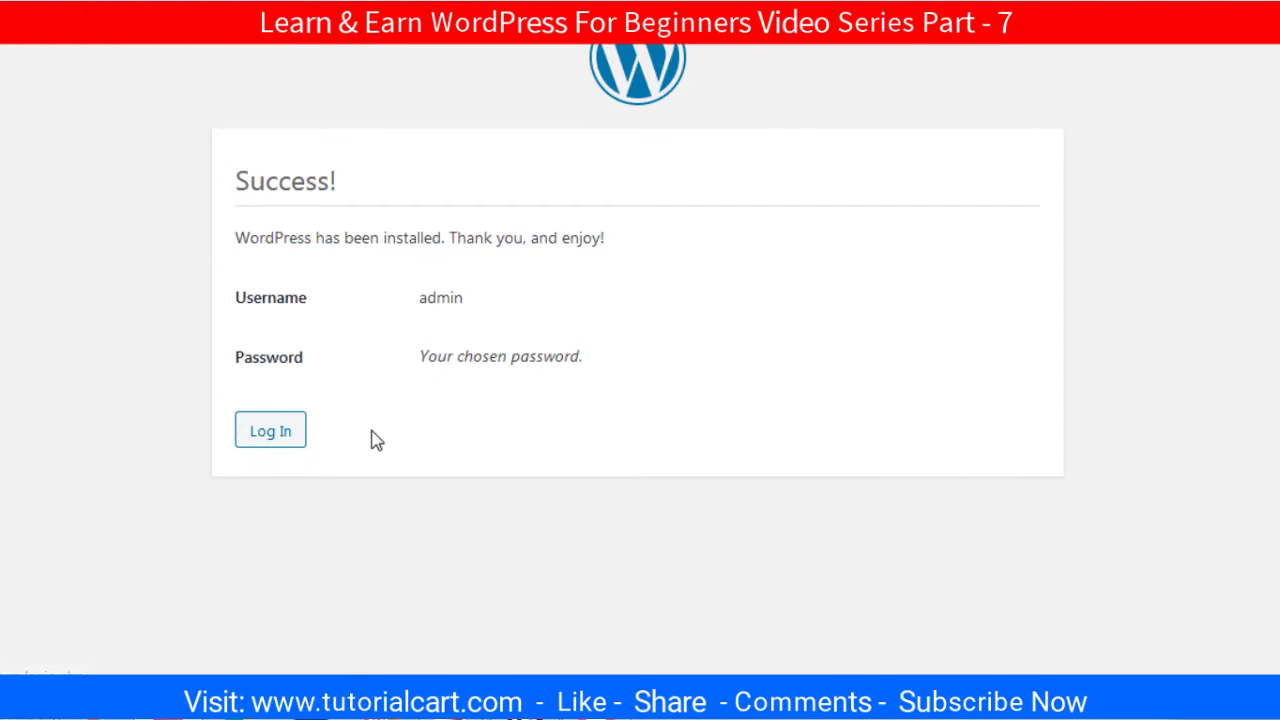 Learn & Earn WordPress For Beginners Video Series Part - 7
Success!
WordPress has been installed. Thank you, and enjoy!
Username admin
Password Your chosen password.
Log In
Visit: www.tutorialcart.com - Like - Share - Comments - Subscribe Now